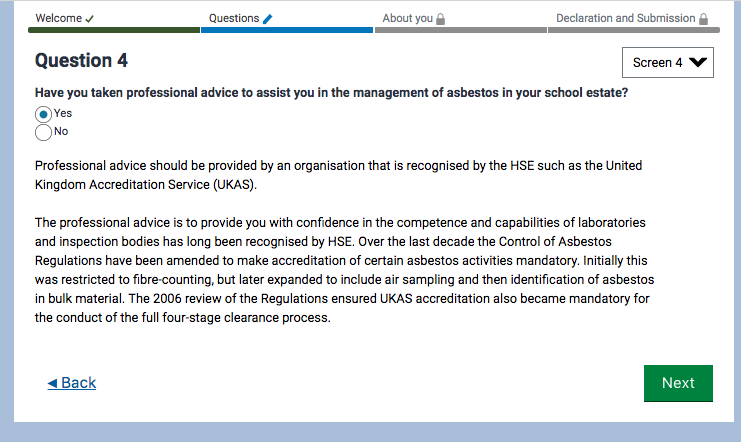 Welcome ✓ Questions About you Declaration and Submission
Question 4
Screen 4
Have you taken professional advice to assist you in the management of asbestos in your school estate?
Yes
No
Professional advice should be provided by an organisation that is recognised by the HSE such as the United
Kingdom Accreditation Service (UKAS).
The professional advice is to provide you with confidence in the competence and capabilities of laboratories
and inspection bodies has long been recognised by HSE. Over the last decade the Control of Asbestos
Regulations have been amended to make accreditation of certain asbestos activities mandatory. Initially this
was restricted to fibre-counting, but later expanded to include air sampling and then identification of asbestos
in bulk material. The 2006 review of the Regulations ensured UKAS accreditation also became mandatory for
the conduct of the full four-stage clearance process.
◄ Back Next